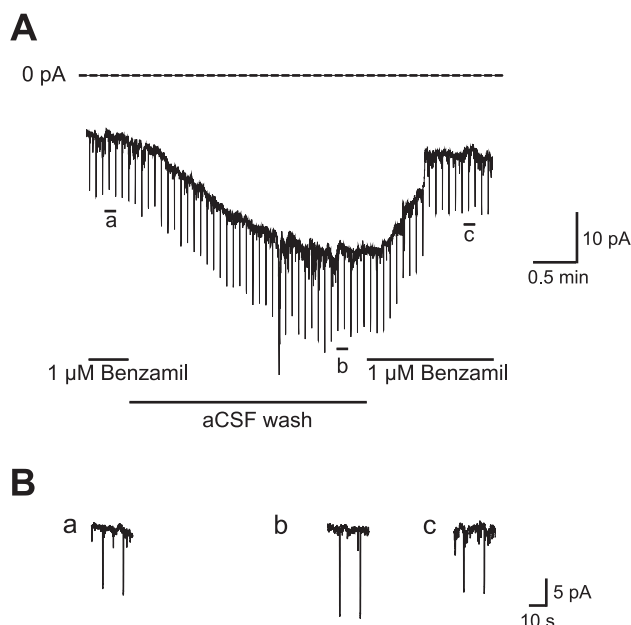 A
0 pA
a
c
10 pA
0.5 min
b
1 µM Benzamil
1 µM Benzamil
aCSF wash
B
a
b
c
5 pA
10 s